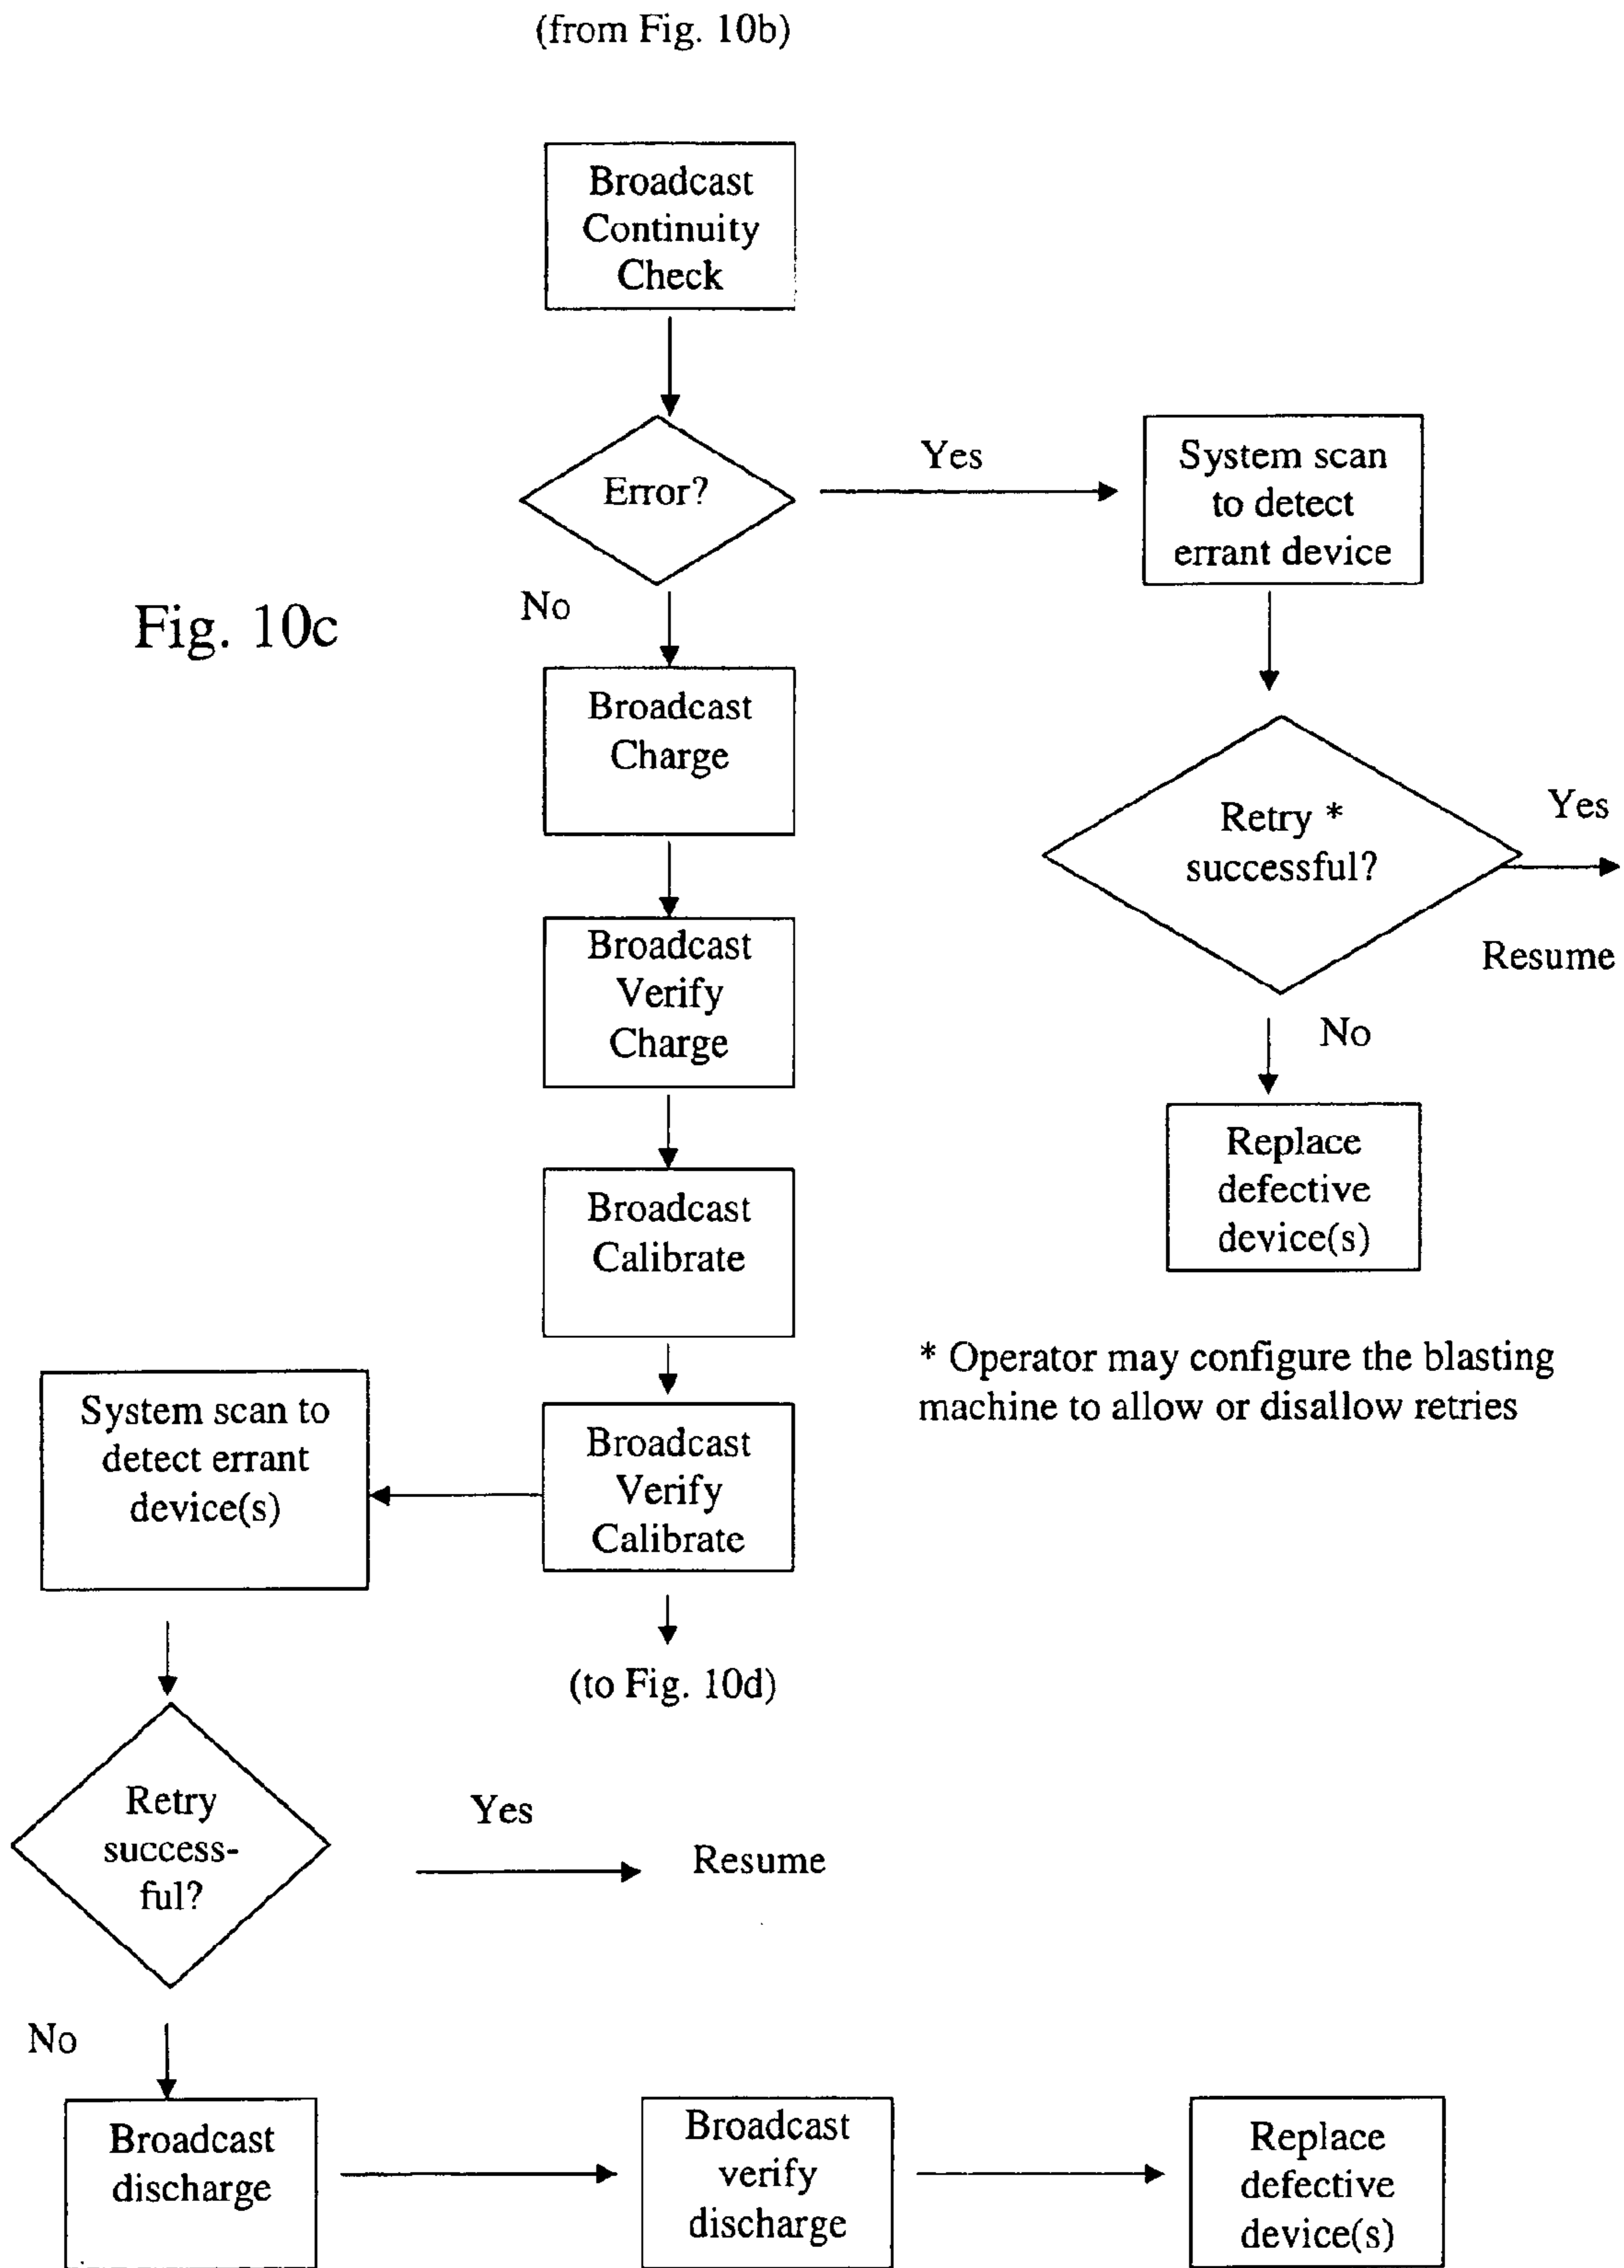 (from Fig. 10b)
Broadcast
Continuity
Check
Error?
Yes
System scan
to detect
errant device
No
Fig. 10c
Broadcast
Charge
Retry *
successful?
Yes
Resume
No
Replace
defective
device(s)
Broadcast
Verify
Charge
Broadcast
Calibrate
* Operator may configure the blasting
machine to allow or disallow retries
Broadcast
Verify
Calibrate
System scan to
detect errant
device(s)
(to Fig. 10d)
Retry
success-
ful?
Yes
Resume
No
Broadcast
discharge
Broadcast
verify
discharge
Replace
defective
device(s)